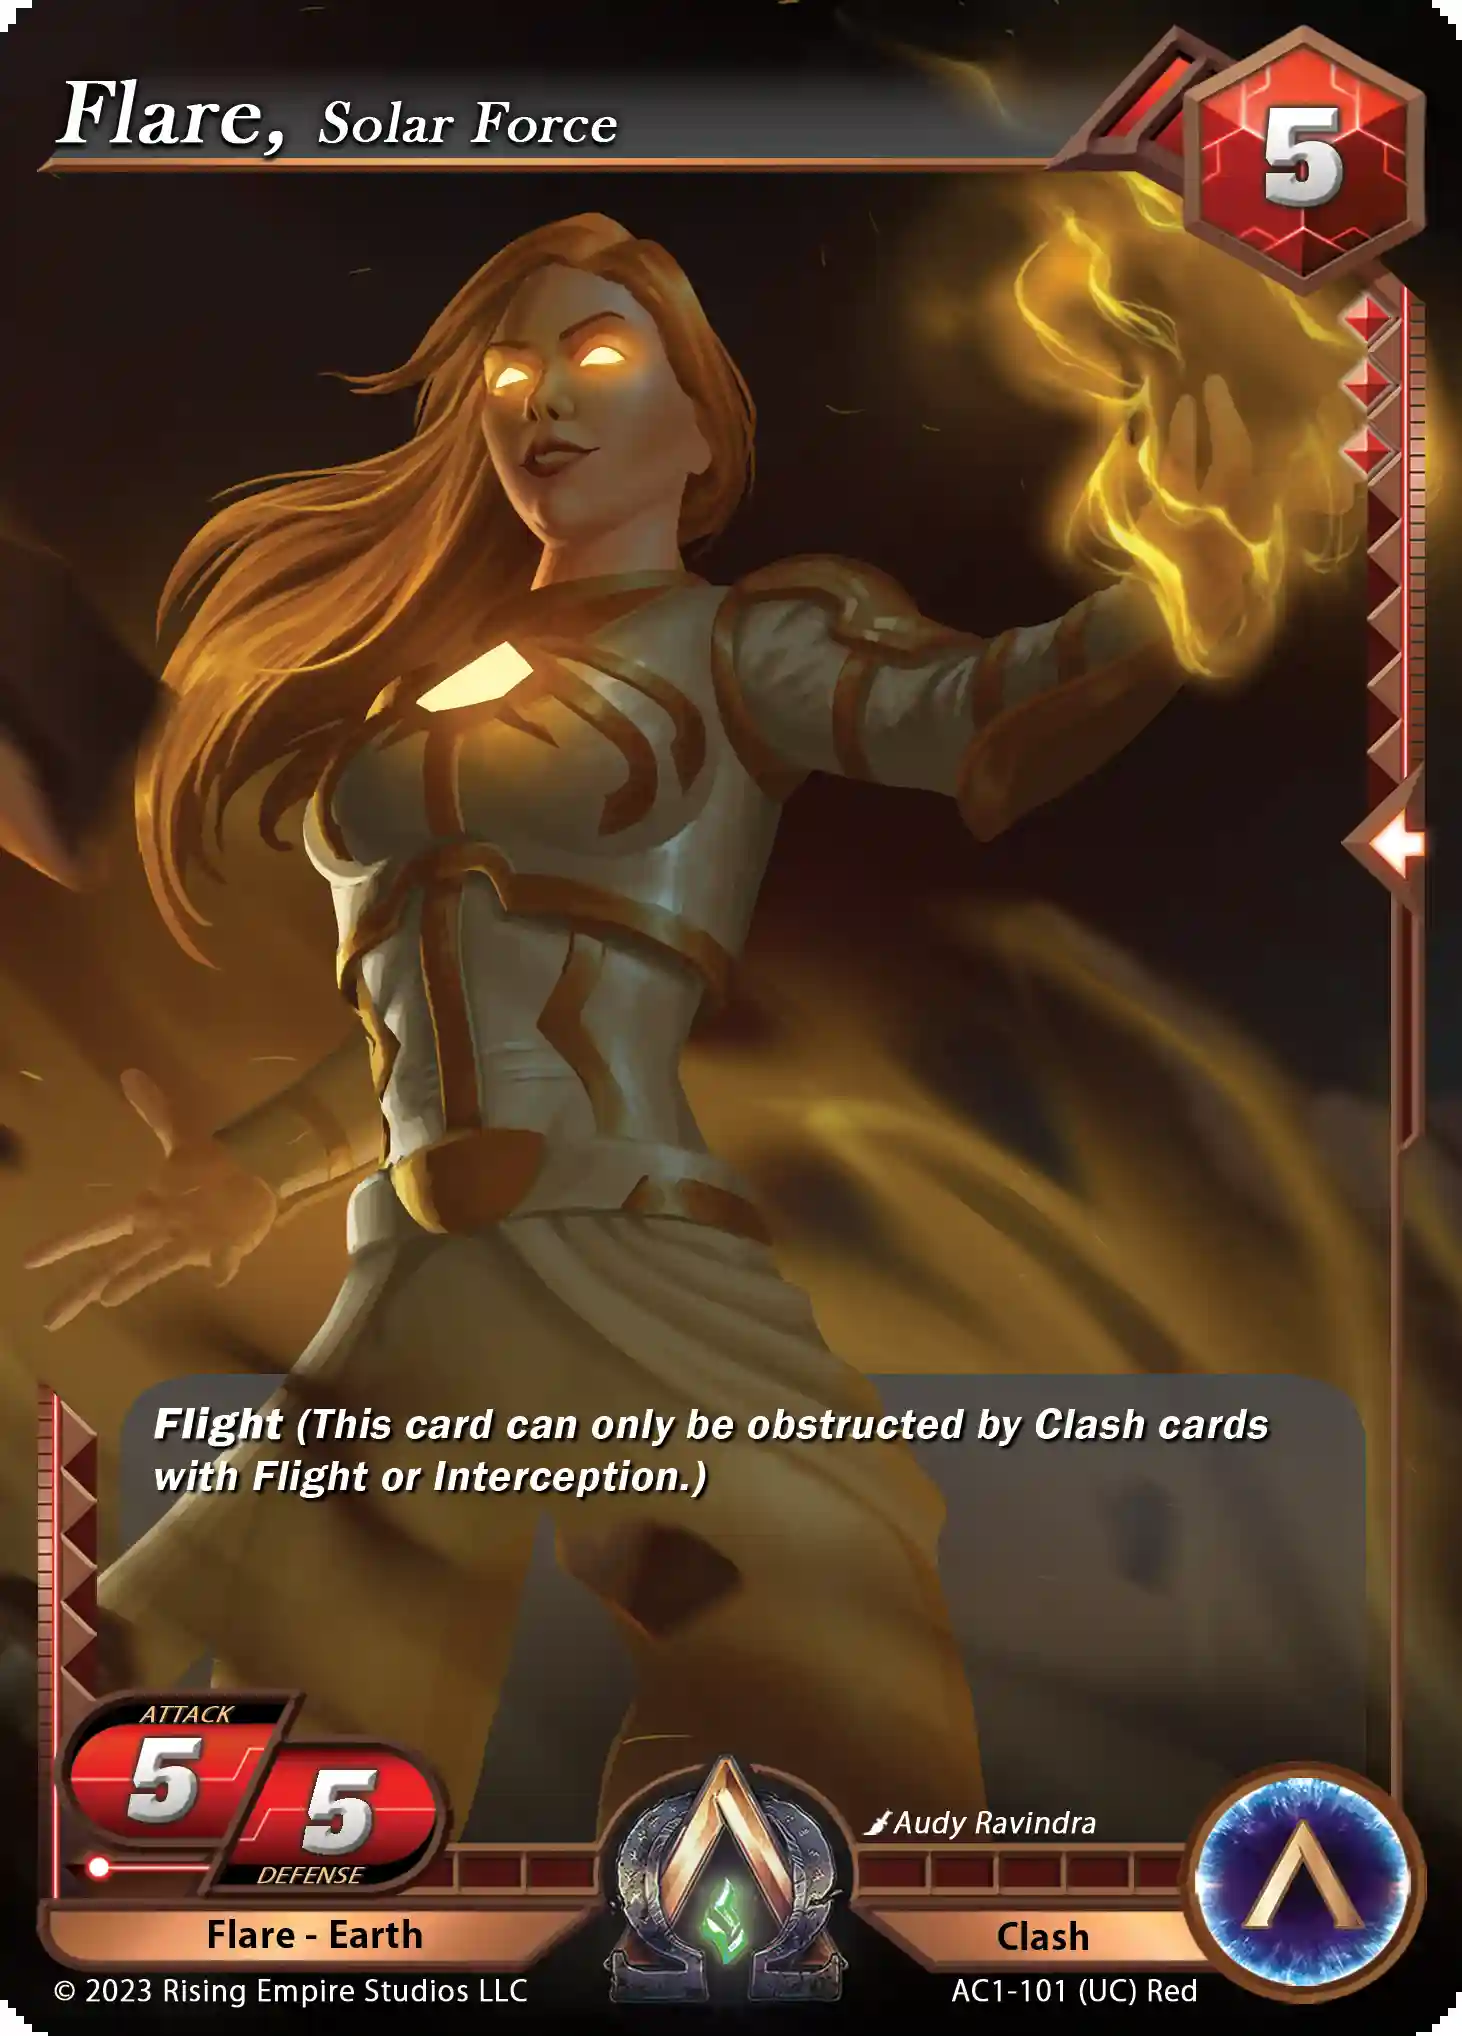 Flare, Solar Force
5
Flight (This card can only be obstructed by Clash cards
with Flight or Interception.)
ATTACK
5
5
DEFENSE
Audy Ravindra
Flare - Earth
Clash
© 2023 Rising Empire Studios LLC
AC1-101 (UC) Red